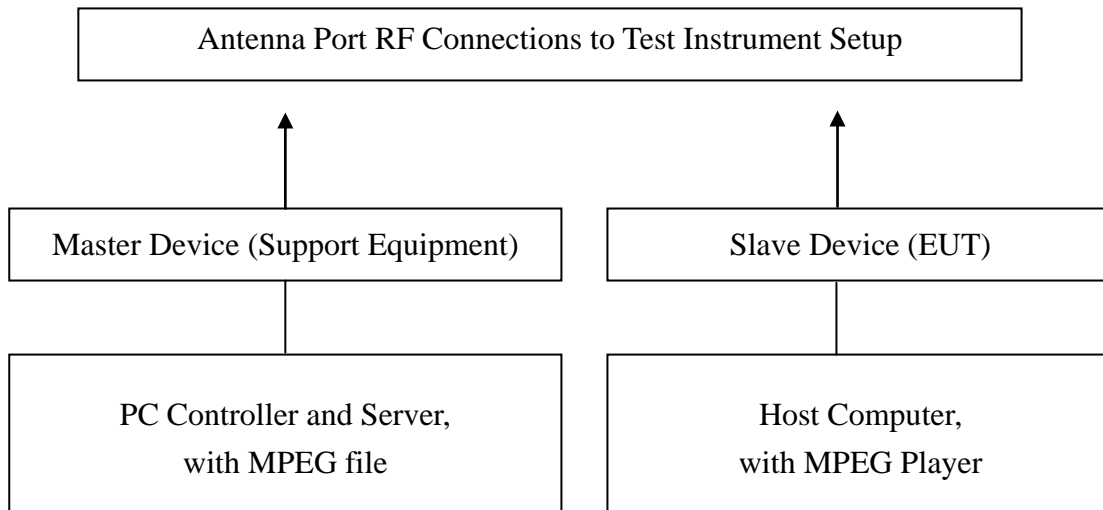 Antenna Port RF Connections to Test Instrument Setup
Master Device (Support Equipment)
Slave Device (EUT)
PC Controller and Server,
with MPEG file
Host Computer,
with MPEG Player